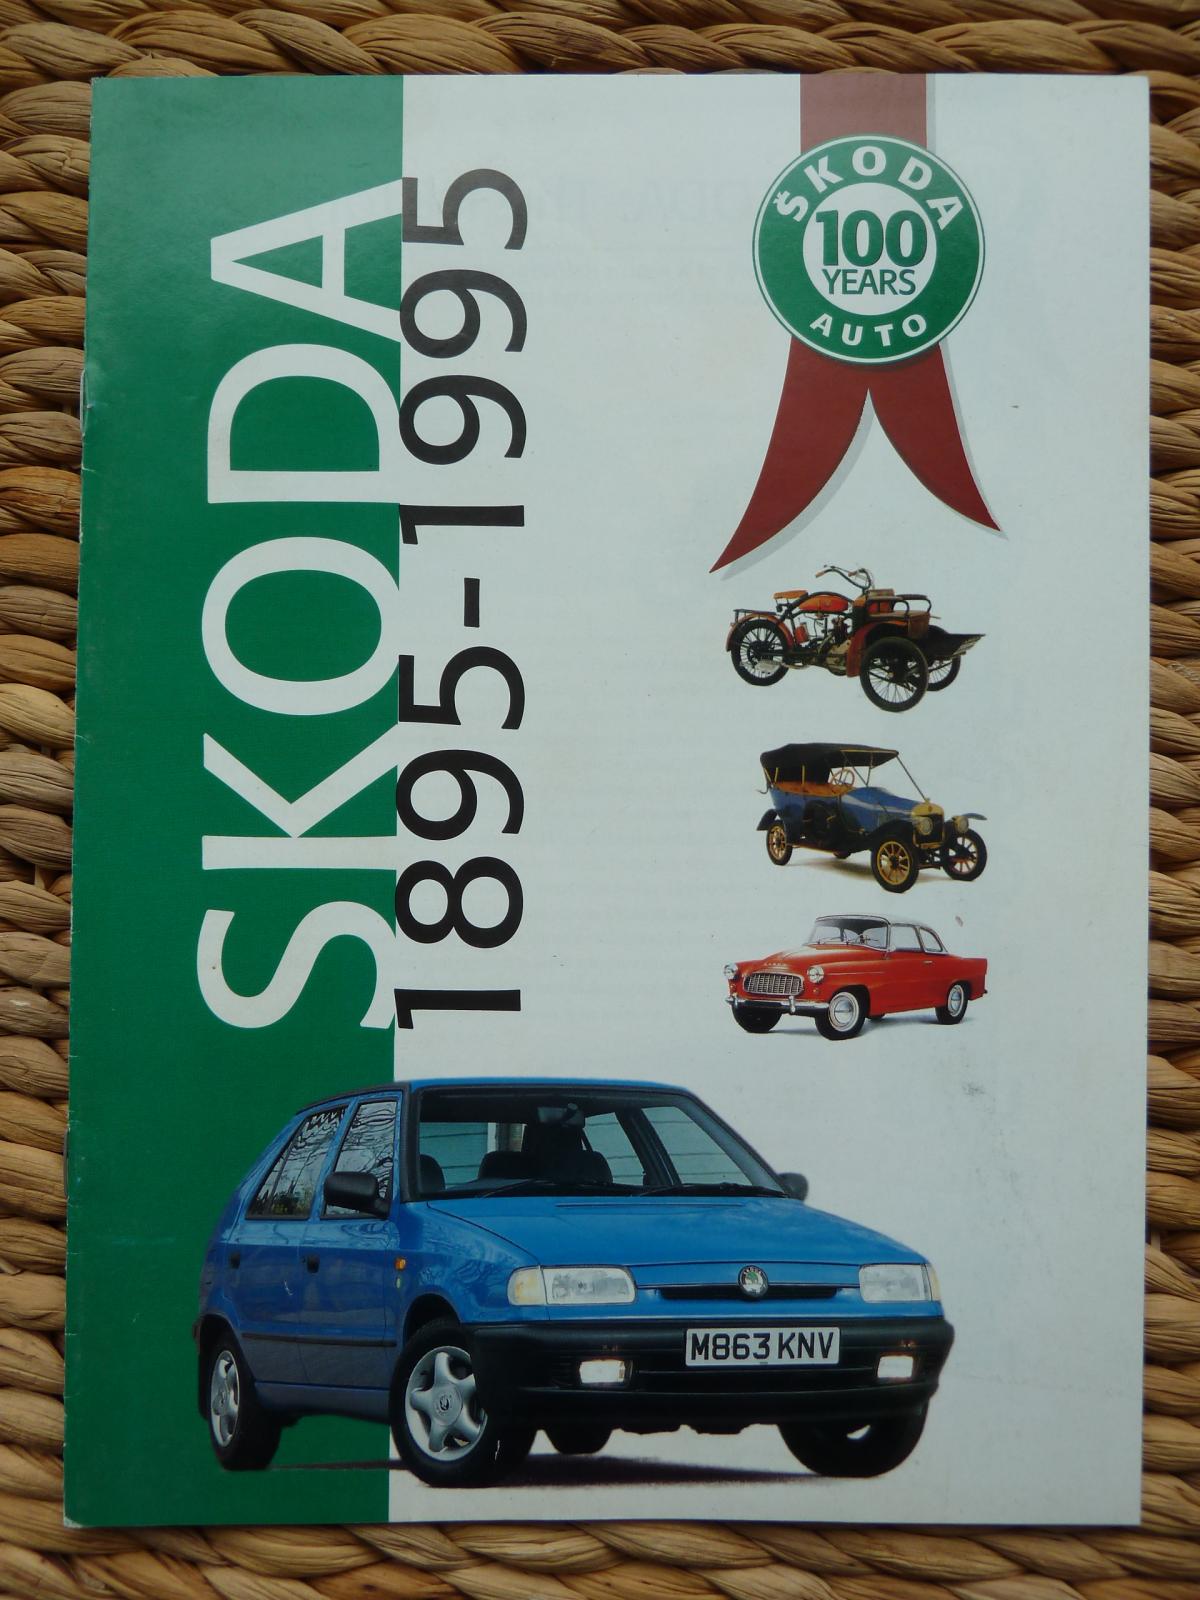 SKODA
1895-1995
ŠKODA
100
YEARS
AUTO
M863 KNV